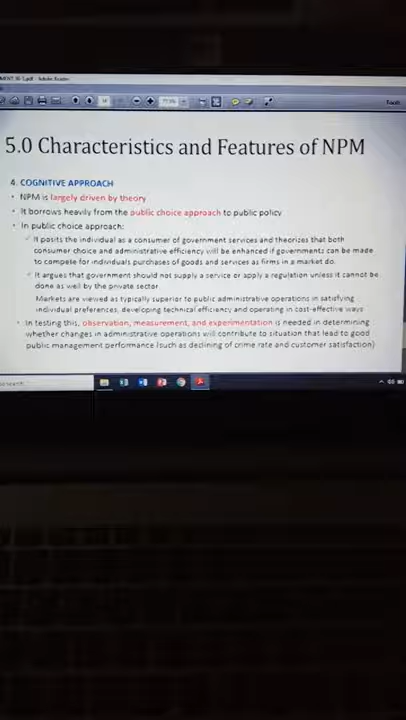 Adobe Reader
Tools
5.0 Characteristics and Features of NPM
4. COGNITIVE APPROACH
• NPM is largely driven by theory
• It borrows heavily from the public choice approach to public policy
• In public choice approach:
✓ It posits the individual as a consumer of government services and theorizes that both
consumer choice and administrative efficiency will be enhanced if governments can be made
to compete for individuals purchases of goods and services as firms in a market do.
✓ It argues that government should not supply a service or apply a regulation unless it cannot be
done as well by the private sector
Markets are viewed as typically superior to public administrative operations in satisfying
individual preferences, developing technical efficiency and operating in cost-effective ways
• In testing this, observation, measurement, and experimentation is needed in determining
whether changes in administrative operations will contribute to situation that lead to good
public management performance (such as declining of crime rate and customer satisfaction)